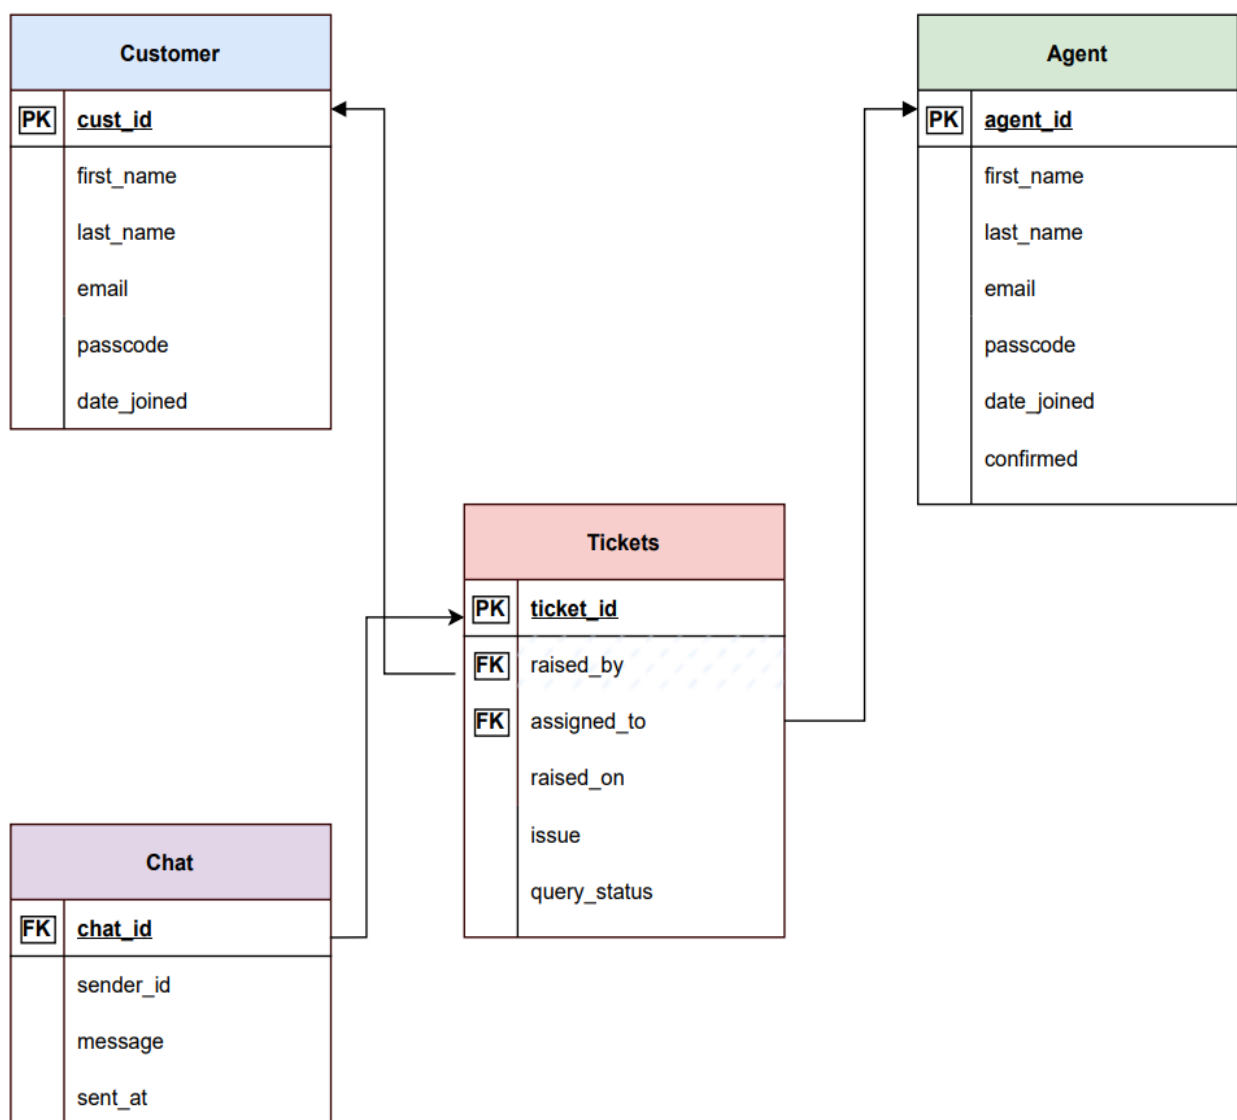 Customer
PK cust_id
first_name
last_name
email
passcode
date_joined
Agent
PK agent_id
first_name
last_name
email
passcode
date_joined
confirmed
Tickets
PK ticket_id
FK raised_by
FK assigned_to
raised_on
issue
query_status
Chat
FK chat_id
sender_id
message
sent_at